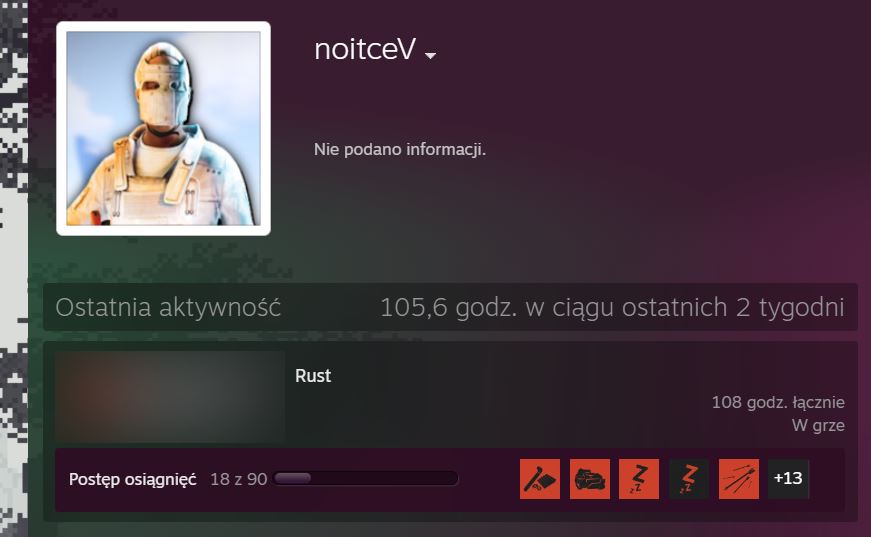 noitceV
Nie podano informacji.
Ostatnia aktywność 105,6 godz. w ciągu ostatnich 2 tygodni
Rust
108 godz. łącznie
W grze
Postęp osiągnięć 18 z 90 +13